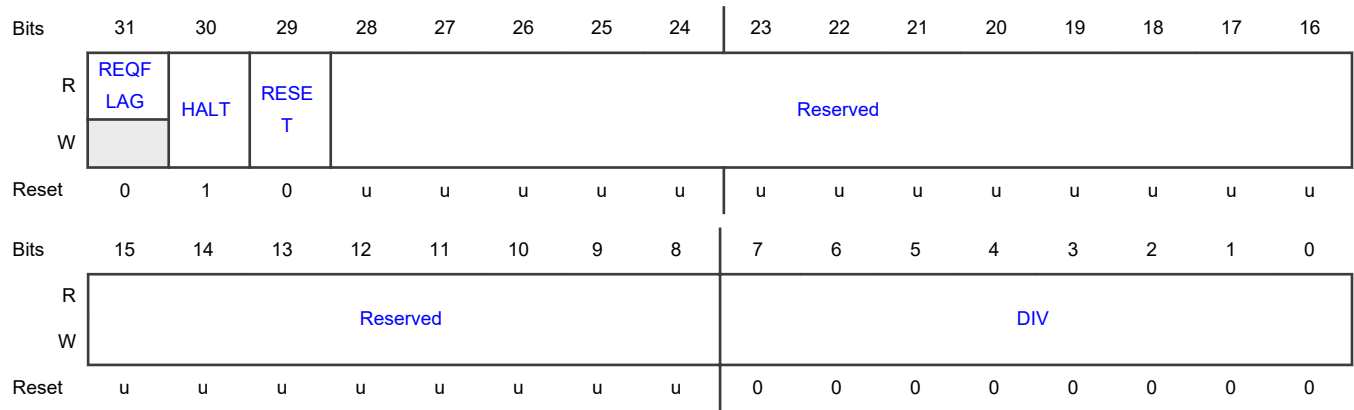 Bits 31 30 29 28 27 26 25 24 23 22 21 20 19 18 17 16
R REQF
LAG HALT RESE
T Reserved
W
Reset 0 1 0 u u u u u u u u u u u u u
Bits 15 14 13 12 11 10 9 8 7 6 5 4 3 2 1 0
R
Reserved DIV
W
Reset u u u u u u u u 0 0 0 0 0 0 0 0